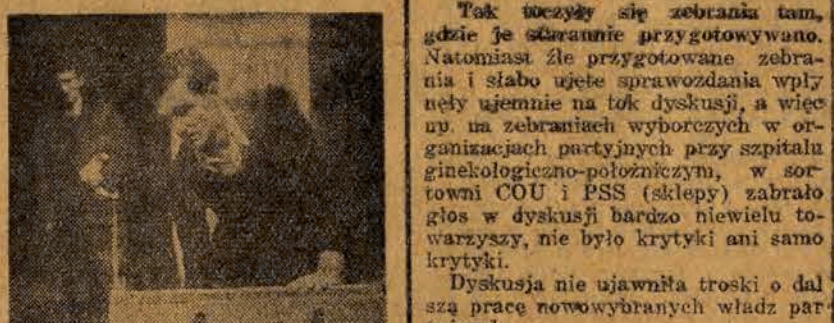 Tak toczyły się zebrania tam,
gdzie je starannie przygotowywano.
Natomiast źle przygotowane zebra-
nia i słabo ujęte sprawozdania wpły
nęły ujemnie na tok dyskusji, a więc
np. na zebraniach wyborczych w or-
ganizacjach partyjnych przy szpitalu
ginekologiczno-położniczym, w sor-
towni COU i PSS (sklepy) zabrało
głos w dyskusji bardzo niewielu to-
warzyszy, nie było krytyki ani samo
krytyki.
Dyskusja nie ujawniła troski o dal
szą pracę nowowybranych władz par